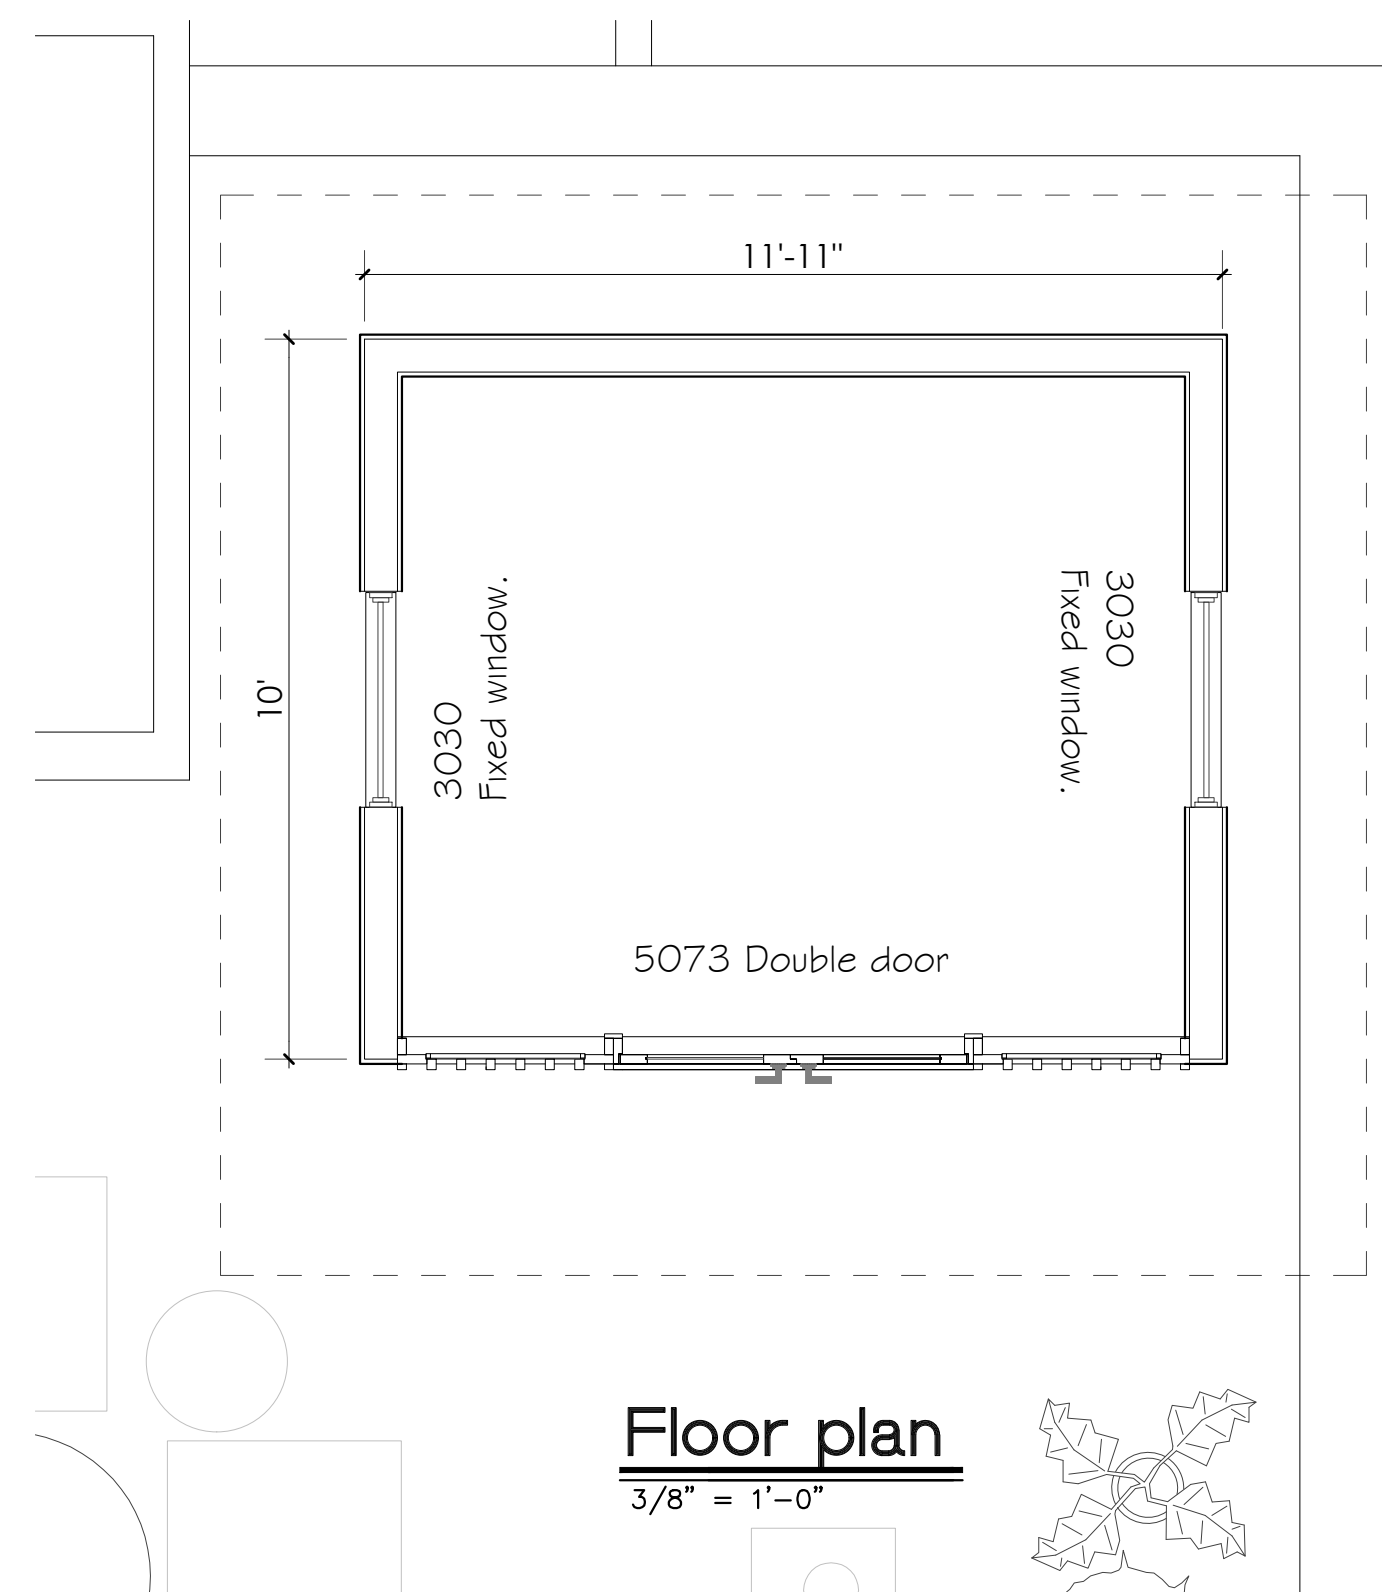 11'-11"
10'
3030
Fixed window.
3030
Fixed window.
5073 Double door
Floor plan
3/8” = 1’-0”